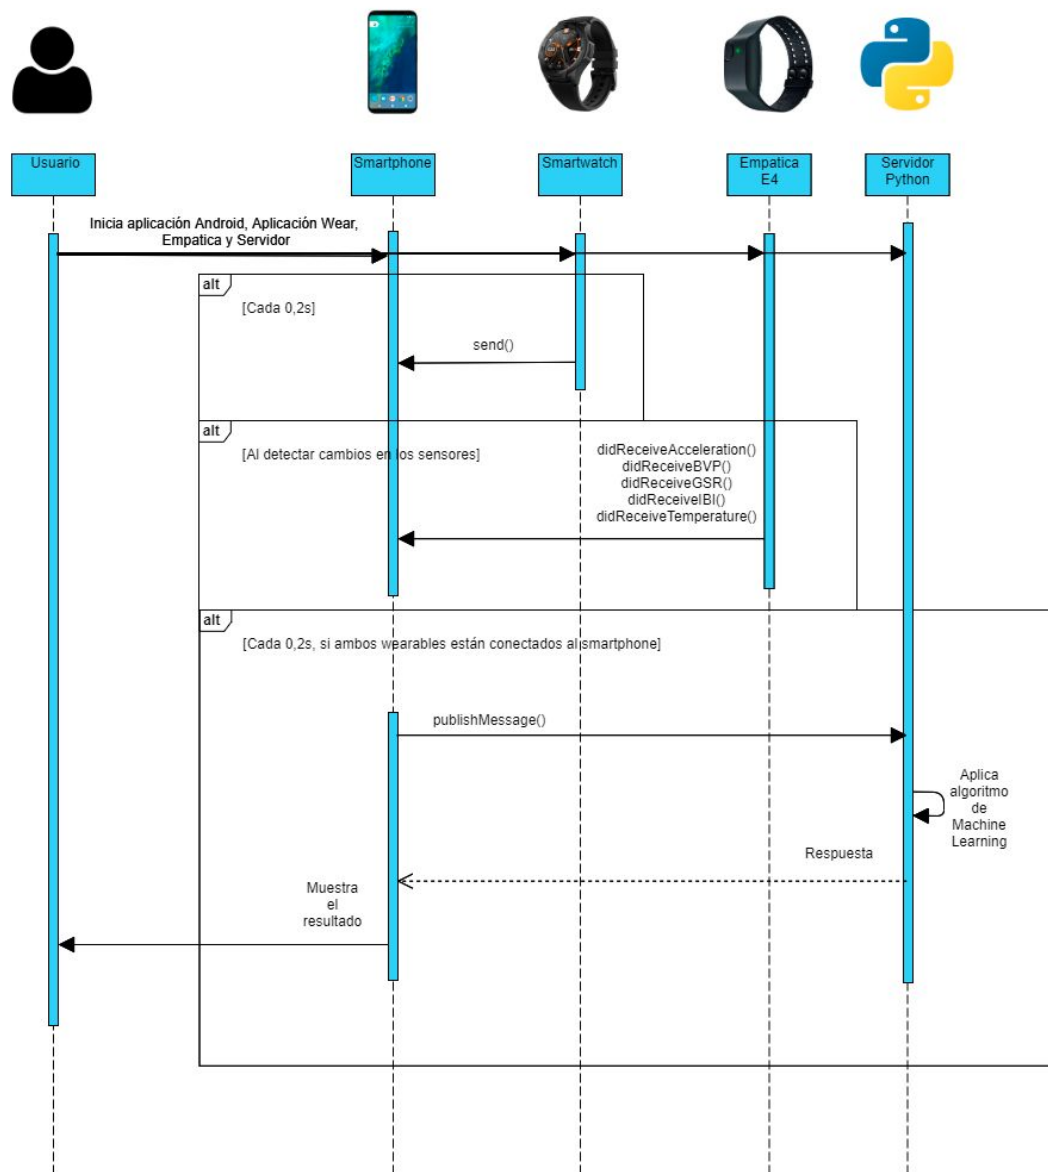 Usuario
Smartphone
Smartwatch
Empatica
E4
Servidor
Python
Inicia aplicación Android, Aplicación Wear,
Empatica y Servidor
alt
[Cada 0,2s]
send()
alt
[Al detectar cambios en los sensores]
didReceiveAcceleration()
didReceiveBVP()
didReceiveGSR()
didReceiveIBI()
didReceiveTemperature()
alt
[Cada 0,2s, si ambos wearables están conectados al smartphone]
publishMessage()
Aplica
algoritmo
de
Machine
Learning
Respuesta
Muestra
el
resultado